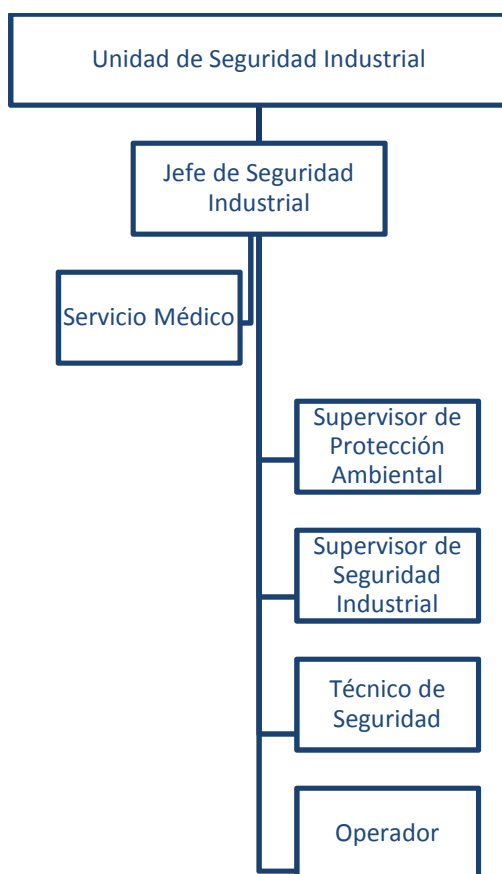 Unidad de Seguridad Industrial
Jefe de Seguridad
Industrial
Servicio Médico
Supervisor de
Protección
Ambiental
Supervisor de
Seguridad
Industrial
Técnico de
Seguridad
Operador